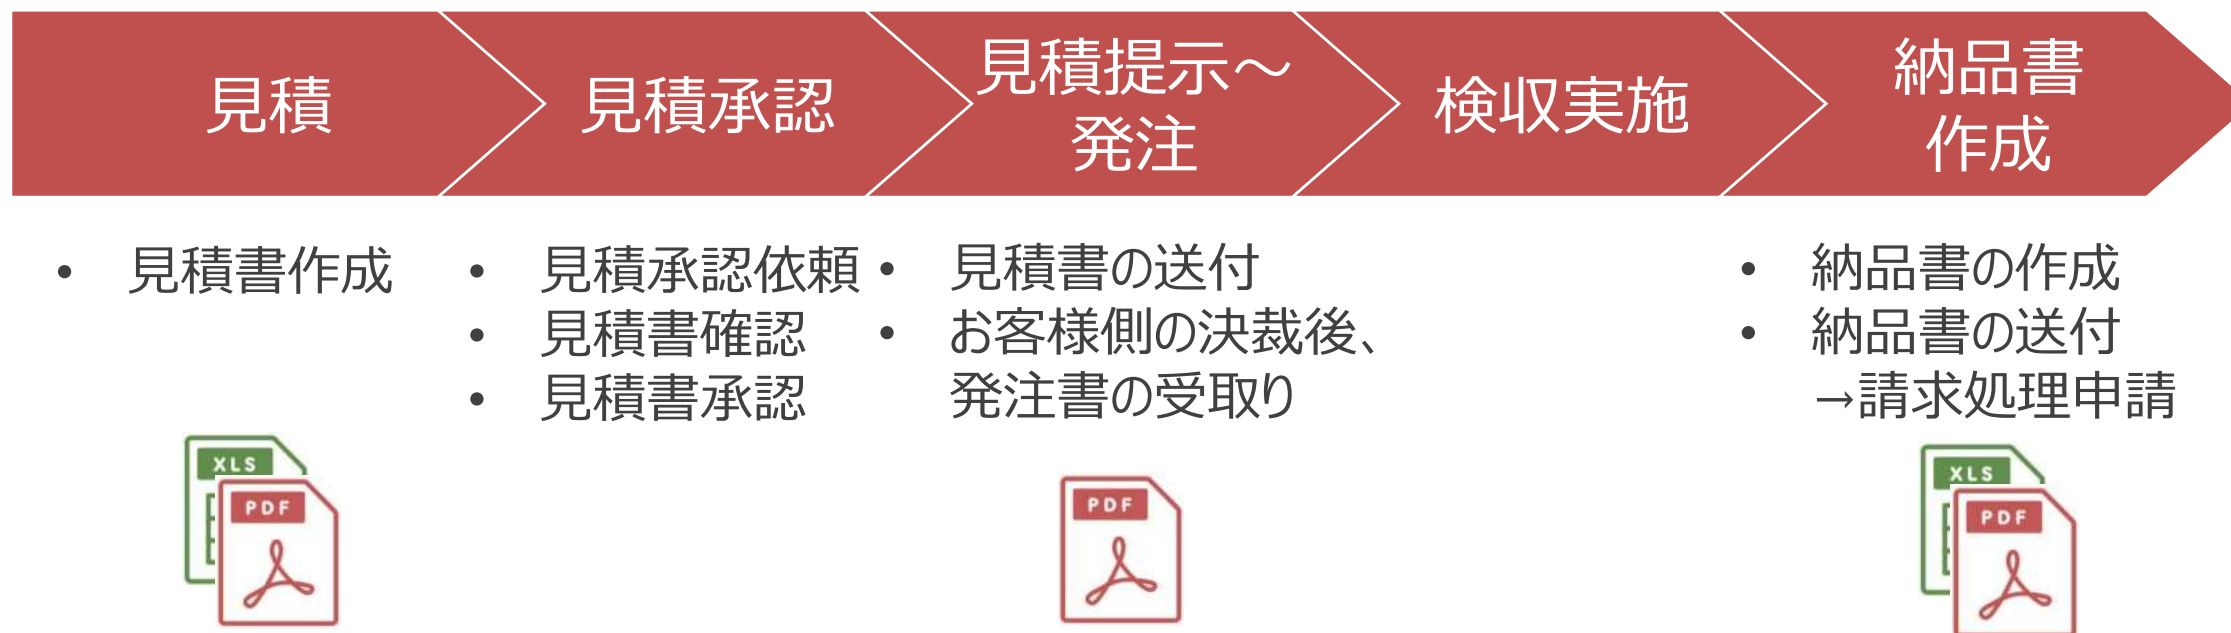 見積
見積承認
見積提示～
発注
検収実施
納品書
作成
• 見積書作成
• 見積承認依頼
• 見積書確認
• 見積書承認
• 見積書の送付
• お客様側の決裁後、
発注書の受取り
• 納品書の作成
• 納品書の送付
→請求処理申請
XLS
PDF
PDF
XLS
PDF